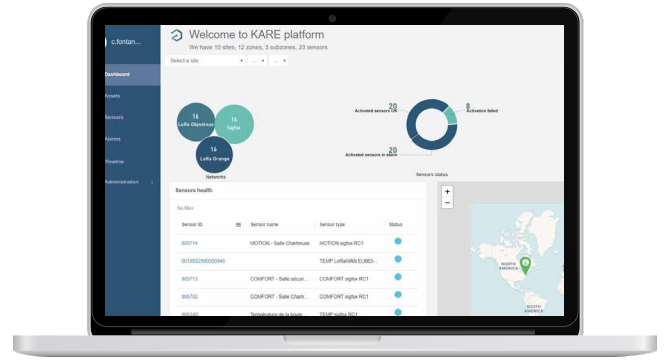 c.fontan...
Welcome to KARE platform
We have 10 sites, 12 zones, 3 subzones, 23 sensors
Select a site
Dashboard
Assets
Sensors
Alarms
Timeline
Administration
16
LoRa Objenious
16
Sigfox
16
LoRa Orange
Networks
20
Activated sensors OK
8
Activation failed
20
Activated sensors in alarm
Sensors status
Sensors health
No filter
Sensor ID Sensor name Sensor type Status
805714 MOTION - Salle Chartreuse MOTION sigfox RC1
TEMP LoRaWAN EU863-...
805713 COMFORT - Salle sécuri... COMFORT sigfox RC1
805702 COMFORT - Salle Chartr... COMFORT sigfox RC1
Température de la boule TEMP sigfox RC1
+
−
NORTH
AMERICA
1
SOUTH
AMERICA